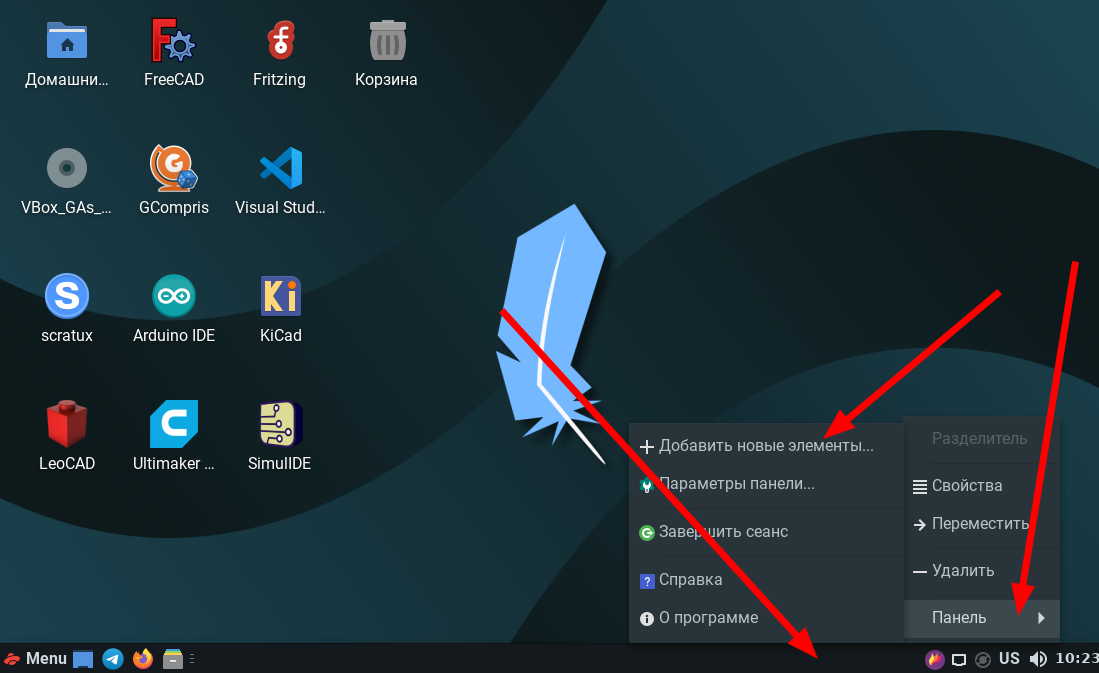 Домашни...
FreeCAD
Fritzing
Корзина
VBox_GAs_...
GCompris
Visual Stud...
scratux
Arduino IDE
KiCad
LeoCAD
Ultimaker ...
SimulIDE
Добавить новые элементы...
Параметры панели...
Завершить сеанс
Справка
О программе
Разделитель
Свойства
Переместить
Удалить
Панель
Menu
US
10:23